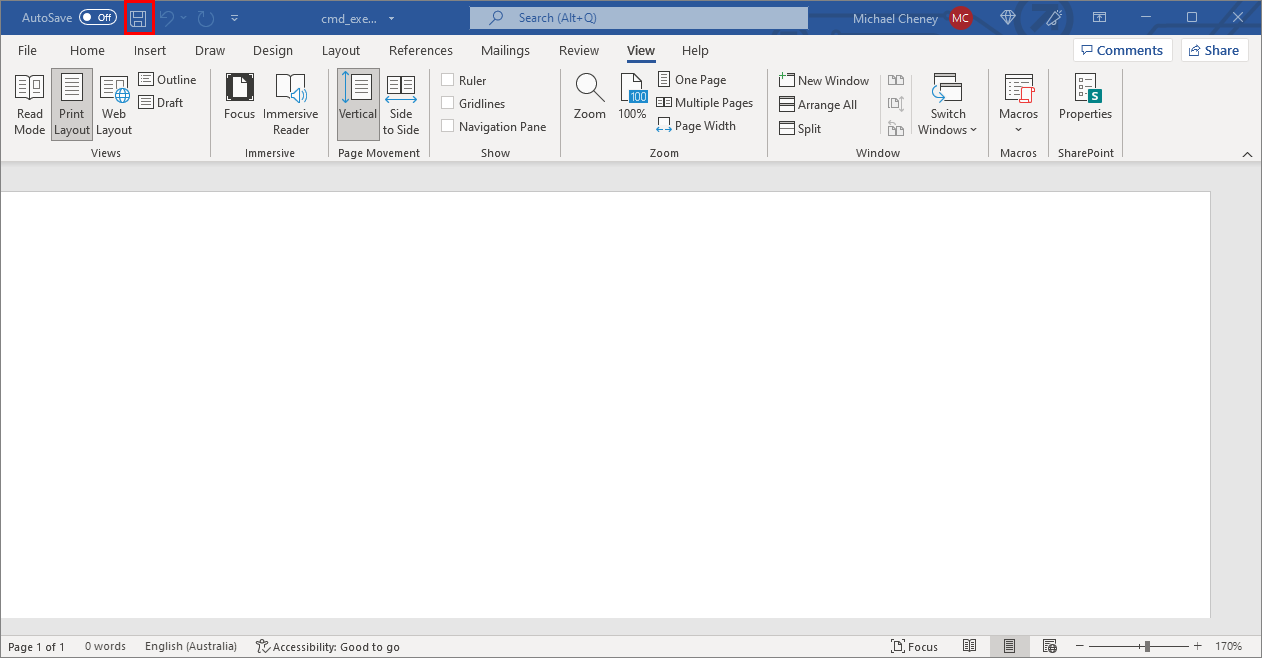 AutoSave Off cmd_exe... Search (Alt+Q) Michael Cheney MC
File Home Insert Draw Design Layout References Mailings Review View Help Comments Share
Read Mode
Print Layout
Web Layout
Outline
Draft
Views
Focus
Immersive Reader
Immersive
Vertical
Side to Side
Page Movement
Ruler
Gridlines
Navigation Pane
Show
Zoom
100
100%
One Page
Multiple Pages
Page Width
Zoom
New Window
Arrange All
Split
Switch Windows
Window
Macros
Macros
S
Properties
SharePoint
Page 1 of 1 0 words English (Australia) Accessibility: Good to go Focus 170%